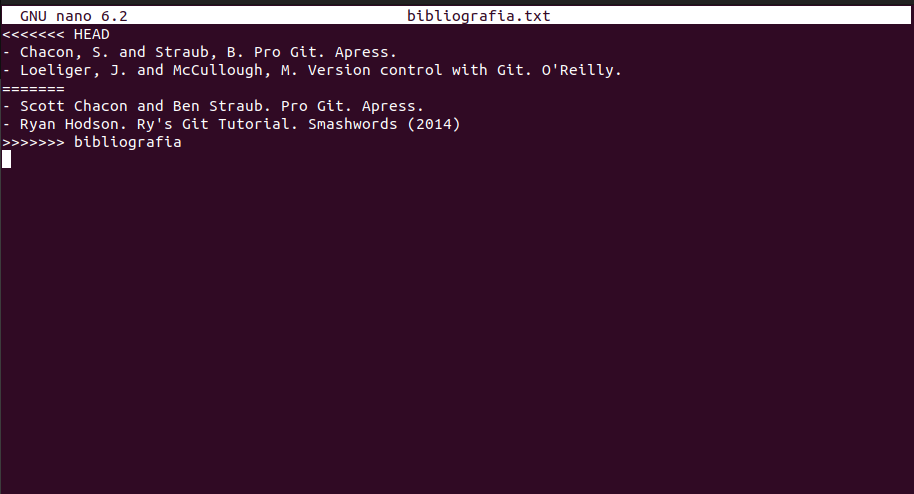 GNU nano 6.2 bibliografia.txt
<<<<<<< HEAD
- Chacon, S. and Straub, B. Pro Git. Apress.
- Loeliger, J. and McCullough, M. Version control with Git. O'Reilly.
=======
- Scott Chacon and Ben Straub. Pro Git. Apress.
- Ryan Hodson. Ry's Git Tutorial. Smashwords (2014)
>>>>>>> bibliografia